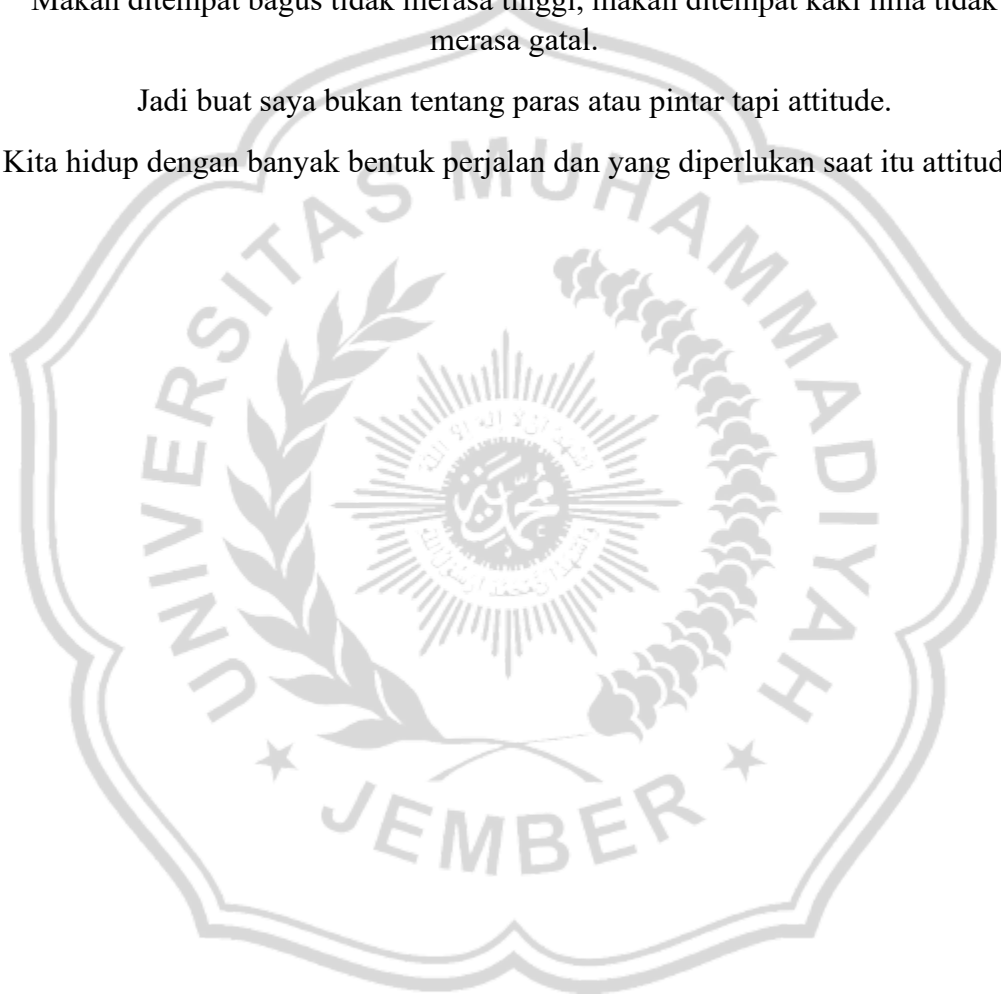 Makan ditempat bagus tidak merasa tinggi, makan ditempat kaki lima tidak
merasa gatal.
Jadi buat saya bukan tentang paras atau pintar tapi attitude.
Kita hidup dengan banyak bentuk perjalan dan yang diperlukan saat itu attitud
UNIVERSITAS MUHAMMADIYAH
JEMBER